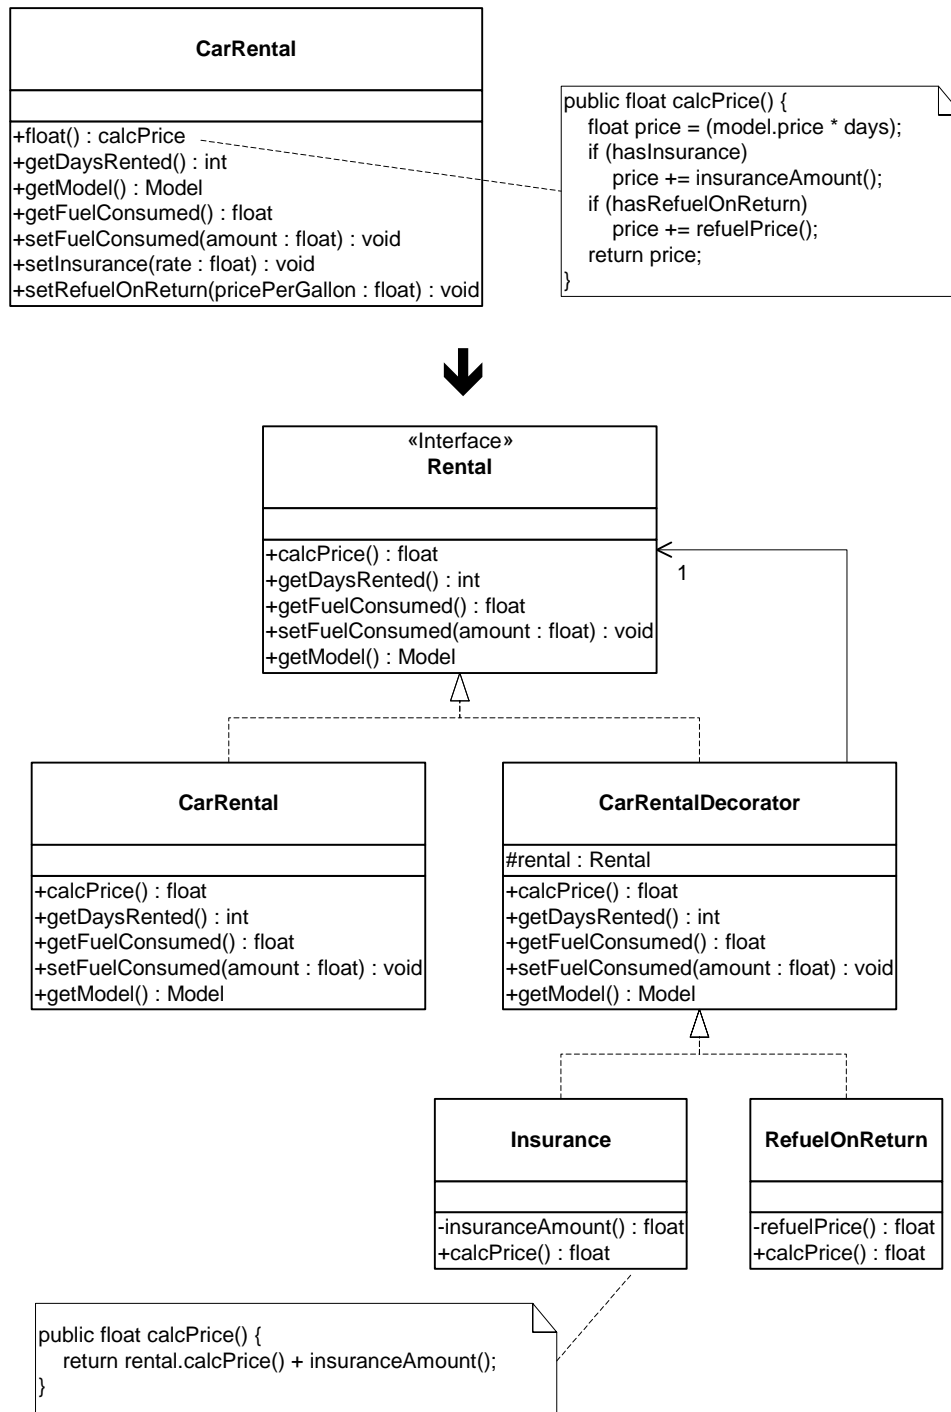 CarRental
+float() : calcPrice
+getDaysRented() : int
+getModel() : Model
+getFuelConsumed() : float
+setFuelConsumed(amount : float) : void
+setInsurance(rate : float) : void
+setRefuelOnReturn(pricePerGallon : float) : void
public float calcPrice() {
float price = (model.price * days);
if (hasInsurance)
price += insuranceAmount();
if (hasRefuelOnReturn)
price += refuelPrice();
return price;
}
«Interface»
Rental
+calcPrice() : float
+getDaysRented() : int
+getFuelConsumed() : float
+setFuelConsumed(amount : float) : void
+getModel() : Model
1
CarRental
+calcPrice() : float
+getDaysRented() : int
+getFuelConsumed() : float
+setFuelConsumed(amount : float) : void
+getModel() : Model
CarRentalDecorator
#rental : Rental
+calcPrice() : float
+getDaysRented() : int
+getFuelConsumed() : float
+setFuelConsumed(amount : float) : void
+getModel() : Model
Insurance
-insuranceAmount() : float
+calcPrice() : float
RefuelOnReturn
-refuelPrice() : float
+calcPrice() : float
public float calcPrice() {
return rental.calcPrice() + insuranceAmount();
}